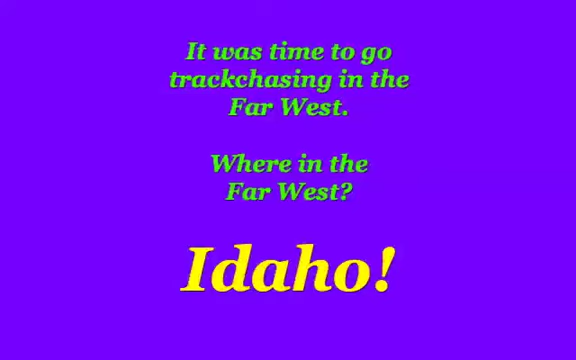 It was time to go
trackchasing in the
Far West.
Where in the
Far West?
Idaho!